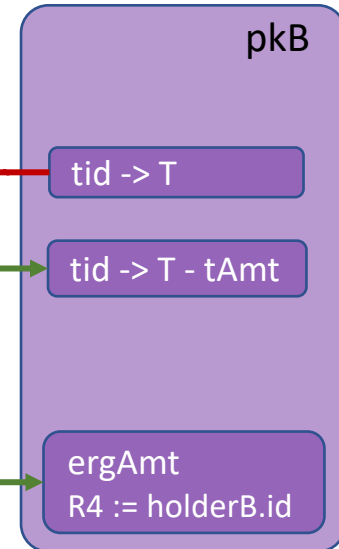 pkB
tid -> T
tid -> T - tAmt
ergAmt
R4 := holderB.id